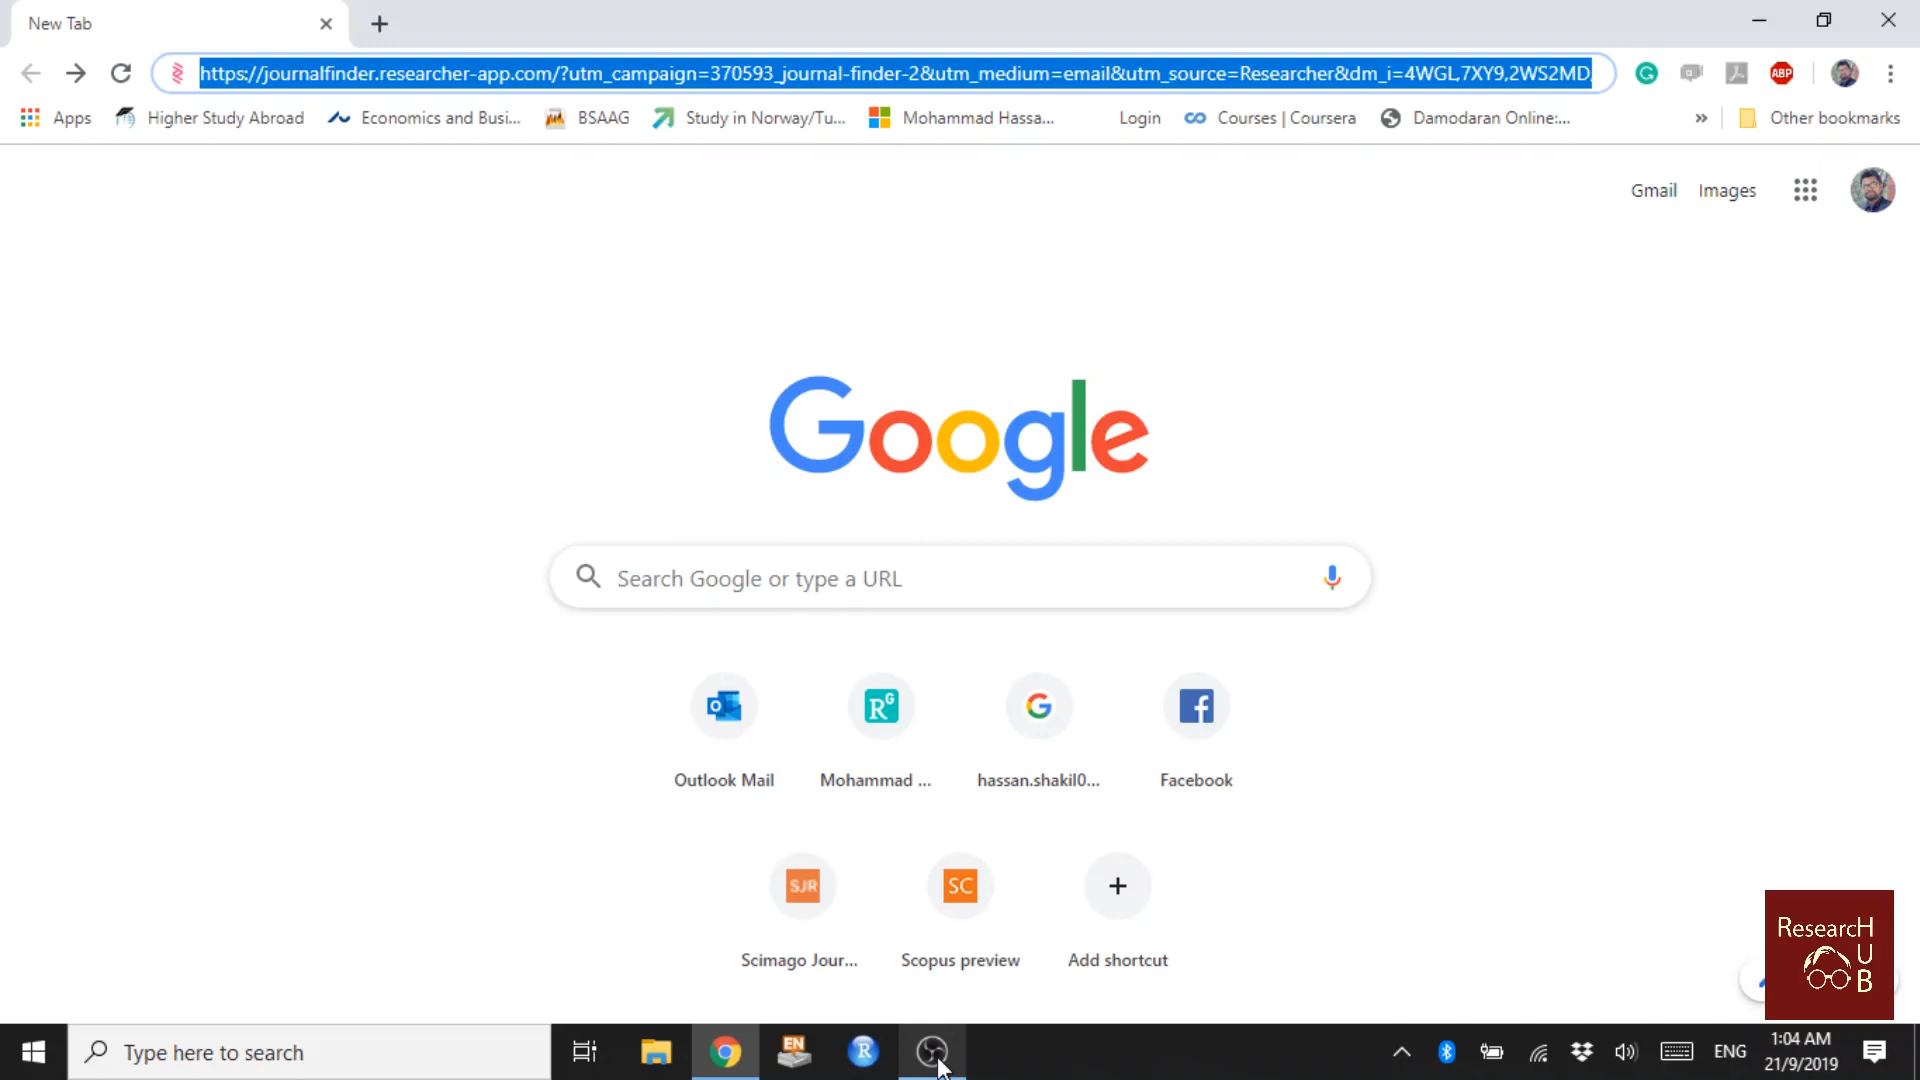 New Tab
https://journalfinder.researcher-app.com/?utm_campaign=370593_journal-finder-2&utm_medium=email&utm_source=Researcher&dm_i=4WGL,7XY9,2WS2MD,
ABP
Apps Higher Study Abroad Economics and Busi... BSAAG Study in Norway/Tu... Mohammad Hassa... Login Courses | Coursera Damodaran Online:... » Other bookmarks
Gmail Images
Google
Search Google or type a URL
Outlook Mail Mohammad ... hassan.shakil0... Facebook
SJR SC
Scimago Jour... Scopus preview Add shortcut
ResearcH
U
B
Type here to search
EN
R
ENG
1:04 AM
21/9/2019